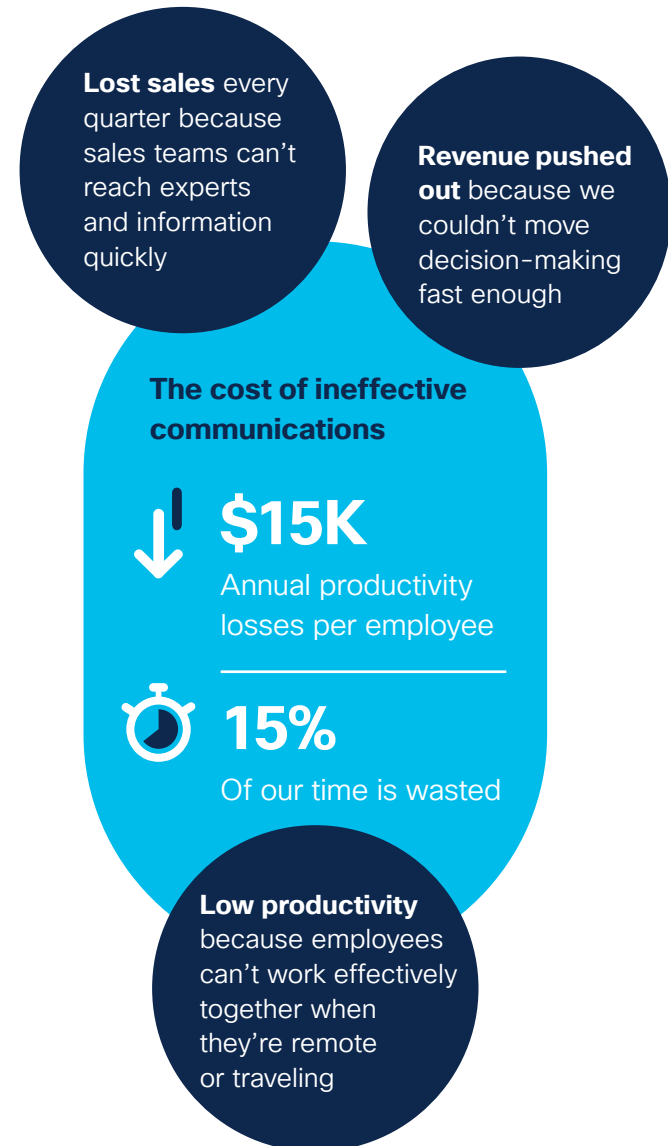 Lost sales every
quarter because
sales teams can't
reach experts
and information
quickly
Revenue pushed
out because we
couldn't move
decision-making
fast enough
The cost of ineffective
communications
$15K
Annual productivity
losses per employee
15%
Of our time is wasted
Low productivity
because employees
can't work effectively
together when
they're remote
or traveling